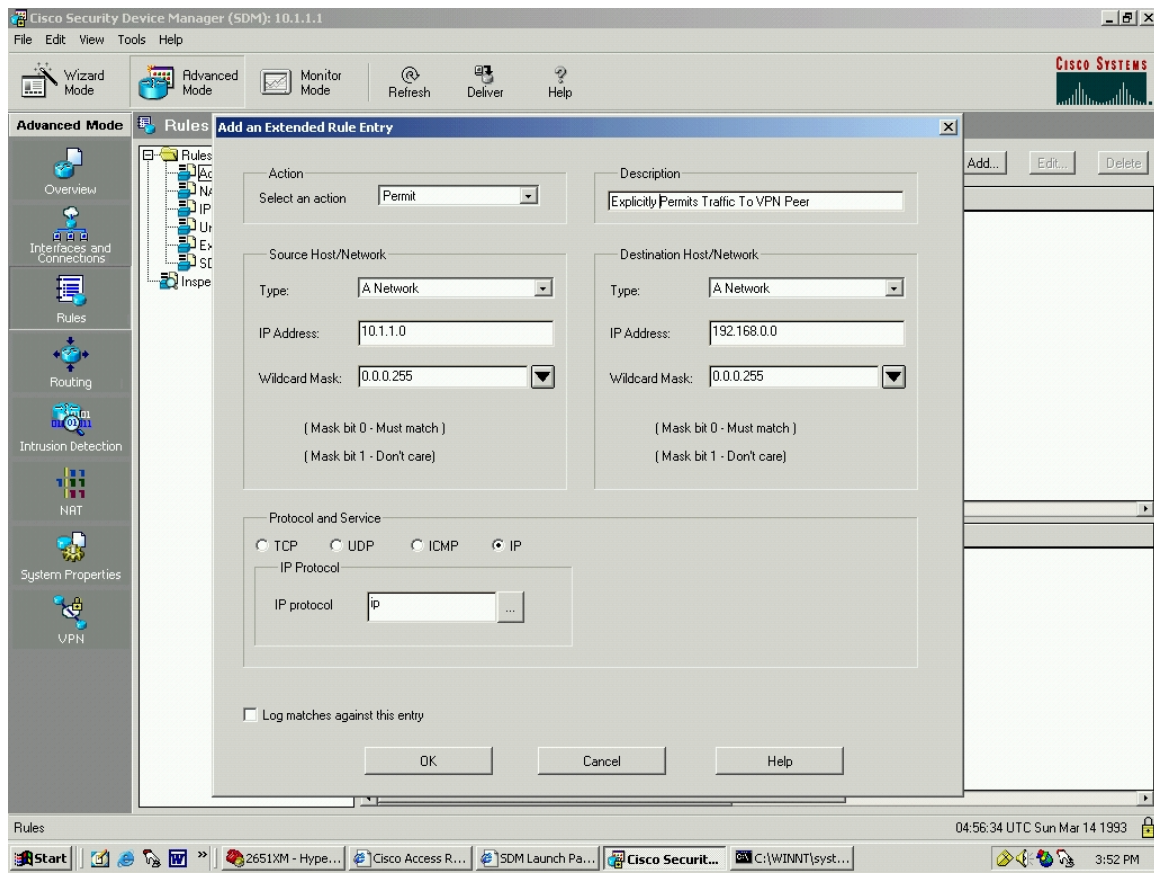 Cisco Security Device Manager (SDM): 10.1.1.1
File Edit View Tools Help
Wizard Mode
Advanced Mode
Monitor Mode
Refresh
Deliver
Help
CISCO SYSTEMS
Advanced Mode
Rules
Add an Extended Rule Entry
Overview
Interfaces and Connections
Rules
Routing
Intrusion Detection
NAT
System Properties
VPN
Rules
Ac
NA
IP
Un
Ex
SD
Inspe
Add...
Edit...
Delete
Action
Select an action
Permit
Description
Explicitly Permits Traffic To VPN Peer
Source Host/Network
Type:
A Network
IP Address:
10.1.1.0
Wildcard Mask:
0.0.0.255
( Mask bit 0 - Must match )
( Mask bit 1 - Don't care)
Destination Host/Network
Type:
A Network
IP Address:
192.168.0.0
Wildcard Mask:
0.0.0.255
( Mask bit 0 - Must match )
( Mask bit 1 - Don't care)
Protocol and Service
TCP
UDP
ICMP
IP
IP Protocol
IP protocol
ip
...
Log matches against this entry
OK
Cancel
Help
Rules
04:56:34 UTC Sun Mar 14 1993
Start
»
2651XM - Hype...
Cisco Access R...
SDM Launch Pa...
Cisco Securit...
C:\WINNT\syst...
3:52 PM